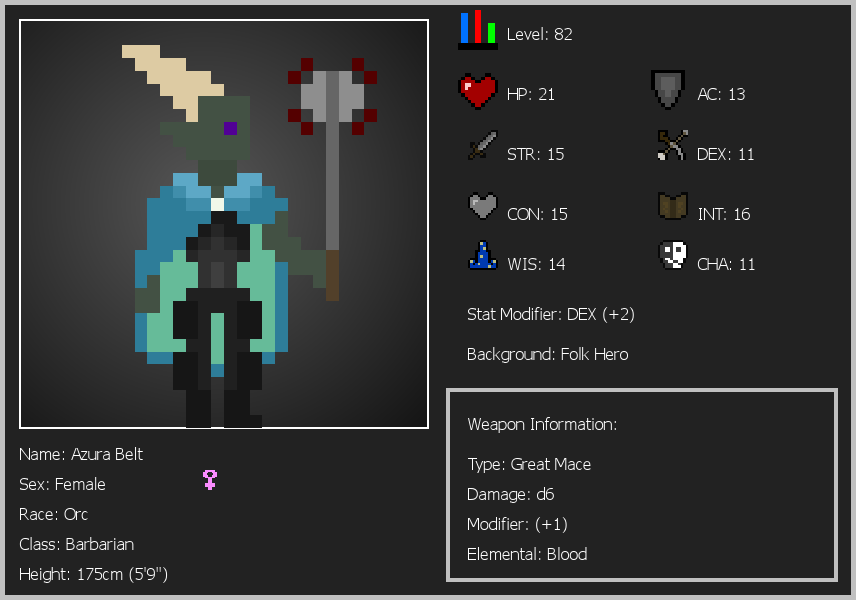 Level: 82
HP: 21
AC: 13
STR: 15
DEX: 11
CON: 15
INT: 16
WIS: 14
CHA: 11
Stat Modifier: DEX (+2)
Background: Folk Hero
Weapon Information:
Type: Great Mace
Damage: d6
Modifier: (+1)
Elemental: Blood
Name: Azura Belt
Sex: Female
Race: Orc
Class: Barbarian
Height: 175cm (5'9")